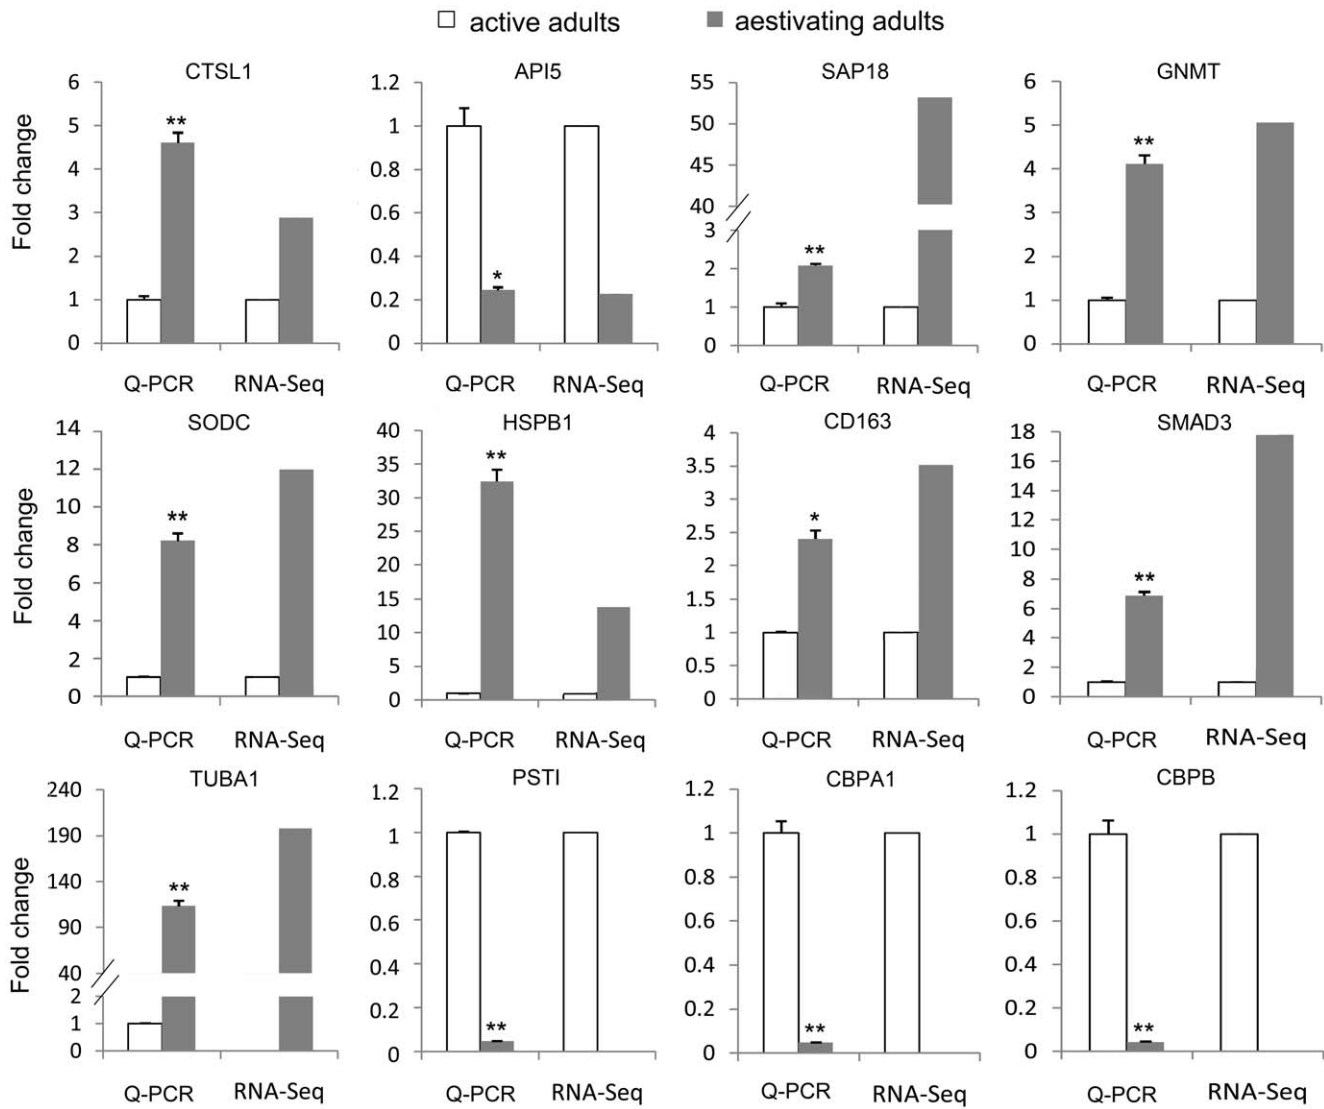 active adults aestivating adults
CTSL1 API5 SAP18 GNMT
Fold change
6 5 4 3 2 1 0
1.2 1 0.8 0.6 0.4 0.2 0
55 50 45 40 3 2 1 0
6 5 4 3 2 1 0
** * ** **
Q-PCR RNA-Seq Q-PCR RNA-Seq Q-PCR RNA-Seq Q-PCR RNA-Seq
SODC HSPB1 CD163 SMAD3
Fold change
14 12 10 8 6 4 2 0
40 35 30 25 20 15 10 5 0
4 3.5 3 2.5 2 1.5 1 0.5 0
18 16 14 12 10 8 6 4 2 0
** ** * **
Q-PCR RNA-Seq Q-PCR RNA-Seq Q-PCR RNA-Seq Q-PCR RNA-Seq
TUBA1 PSTI CBPA1 CBPB
Fold change
240 190 140 90 40 2 1 0
1.2 1 0.8 0.6 0.4 0.2 0
1.2 1 0.8 0.6 0.4 0.2 0
1.2 1 0.8 0.6 0.4 0.2 0
** ** ** **
Q-PCR RNA-Seq Q-PCR RNA-Seq Q-PCR RNA-Seq Q-PCR RNA-Seq